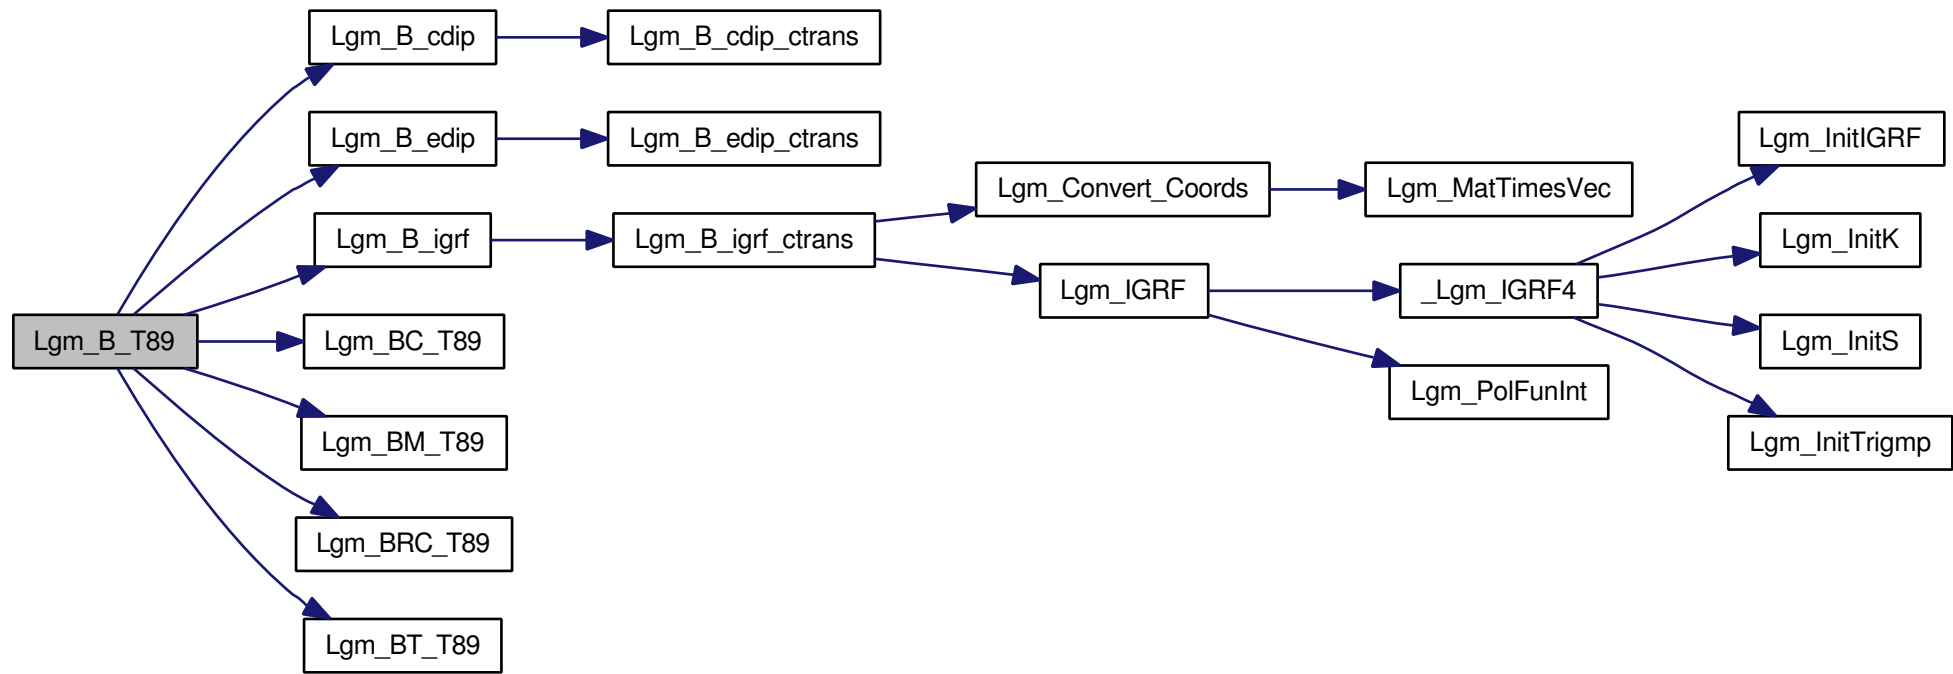 Lgm_B_T89
Lgm_B_cdip
Lgm_B_cdip_ctrans
Lgm_B_edip
Lgm_B_edip_ctrans
Lgm_B_igrf
Lgm_B_igrf_ctrans
Lgm_Convert_Coords
Lgm_MatTimesVec
Lgm_IGRF
_Lgm_IGRF4
Lgm_InitIGRF
Lgm_InitK
Lgm_InitS
Lgm_InitTrigmp
Lgm_PolFunInt
Lgm_BC_T89
Lgm_BM_T89
Lgm_BRC_T89
Lgm_BT_T89